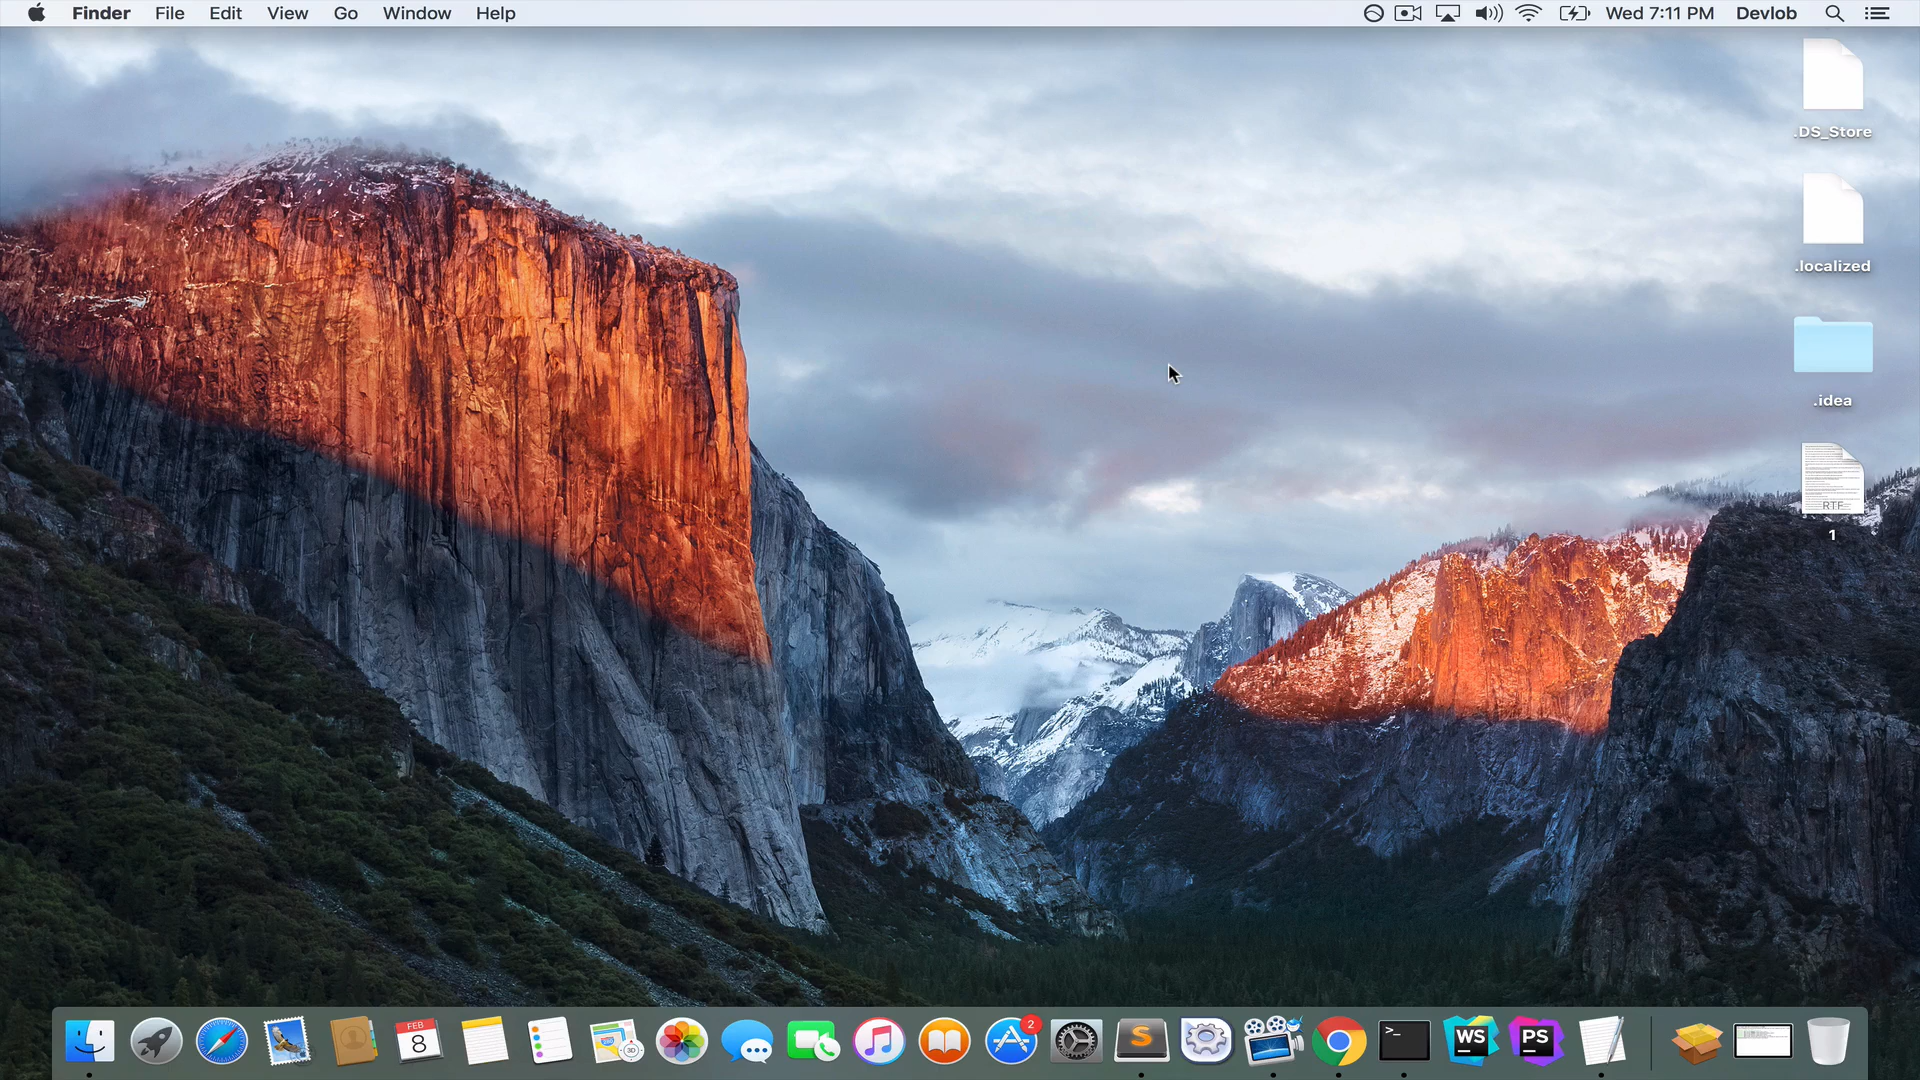 Finder File Edit View Go Window Help Wed 7:11 PM Devlob
.DS_Store
.localized
.idea
RTF
1
FEB
8
3D
2
S
>_
WS
PS